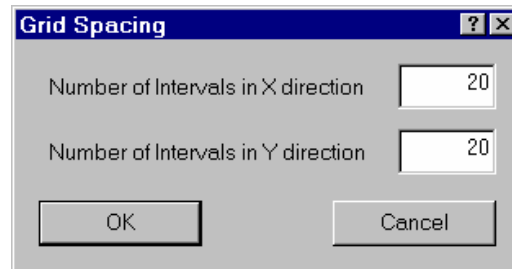 Grid Spacing ? ×
Number of Intervals in X direction 20
Number of Intervals in Y direction 20
OK Cancel